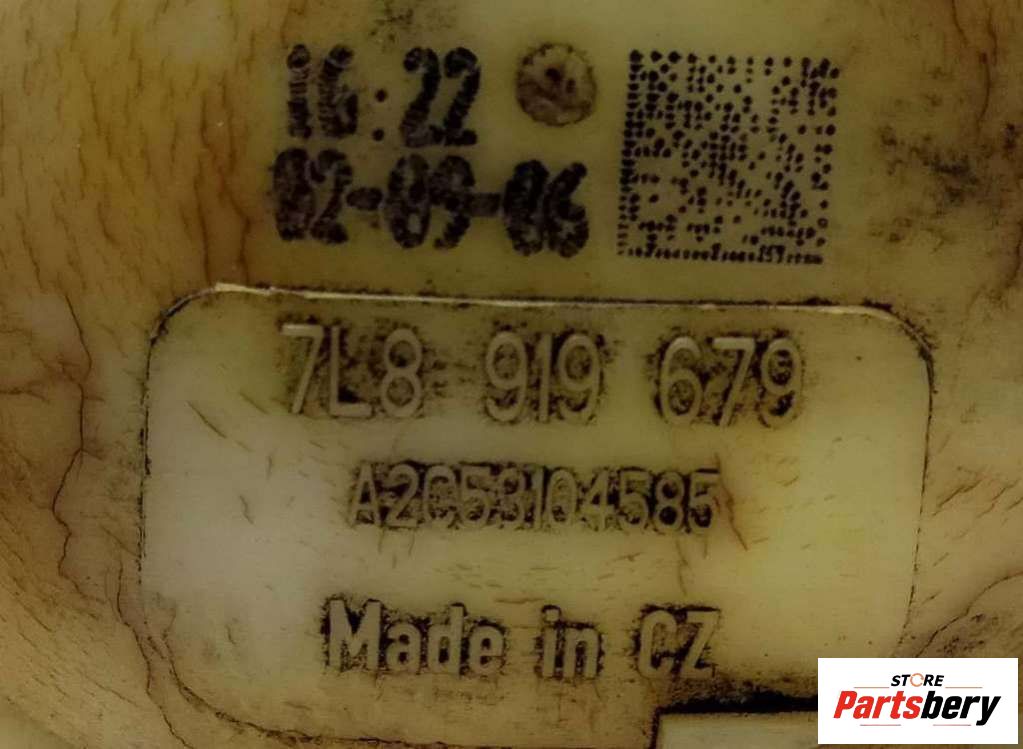 16:22
02-09-06
7L8 919 679
A2C53104585
Made in CZ
STORE
Partsbery